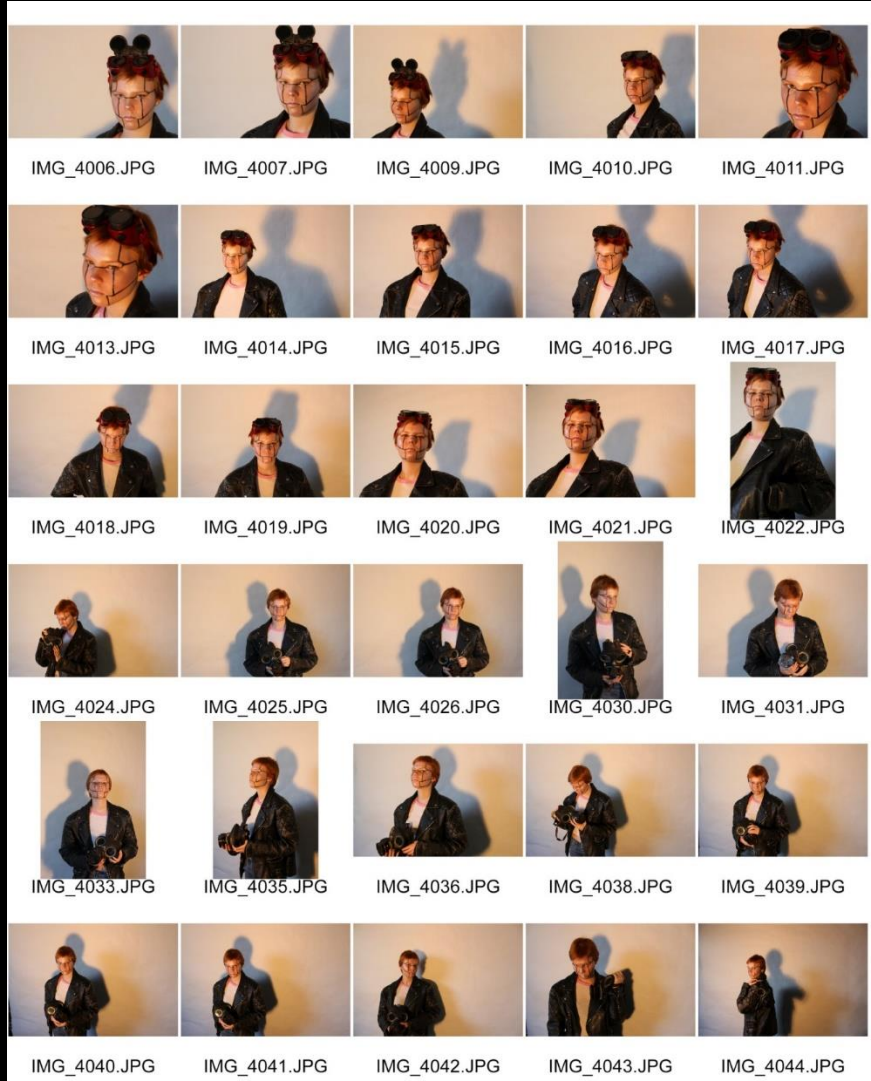 IMG_4006.JPG IMG_4007.JPG IMG_4009.JPG IMG_4010.JPG IMG_4011.JPG
IMG_4013.JPG IMG_4014.JPG IMG_4015.JPG IMG_4016.JPG IMG_4017.JPG
IMG_4018.JPG IMG_4019.JPG IMG_4020.JPG IMG_4021.JPG IMG_4022.JPG
IMG_4024.JPG IMG_4025.JPG IMG_4026.JPG IMG_4030.JPG IMG_4031.JPG
IMG_4033.JPG IMG_4035.JPG IMG_4036.JPG IMG_4038.JPG IMG_4039.JPG
IMG_4040.JPG IMG_4041.JPG IMG_4042.JPG IMG_4043.JPG IMG_4044.JPG